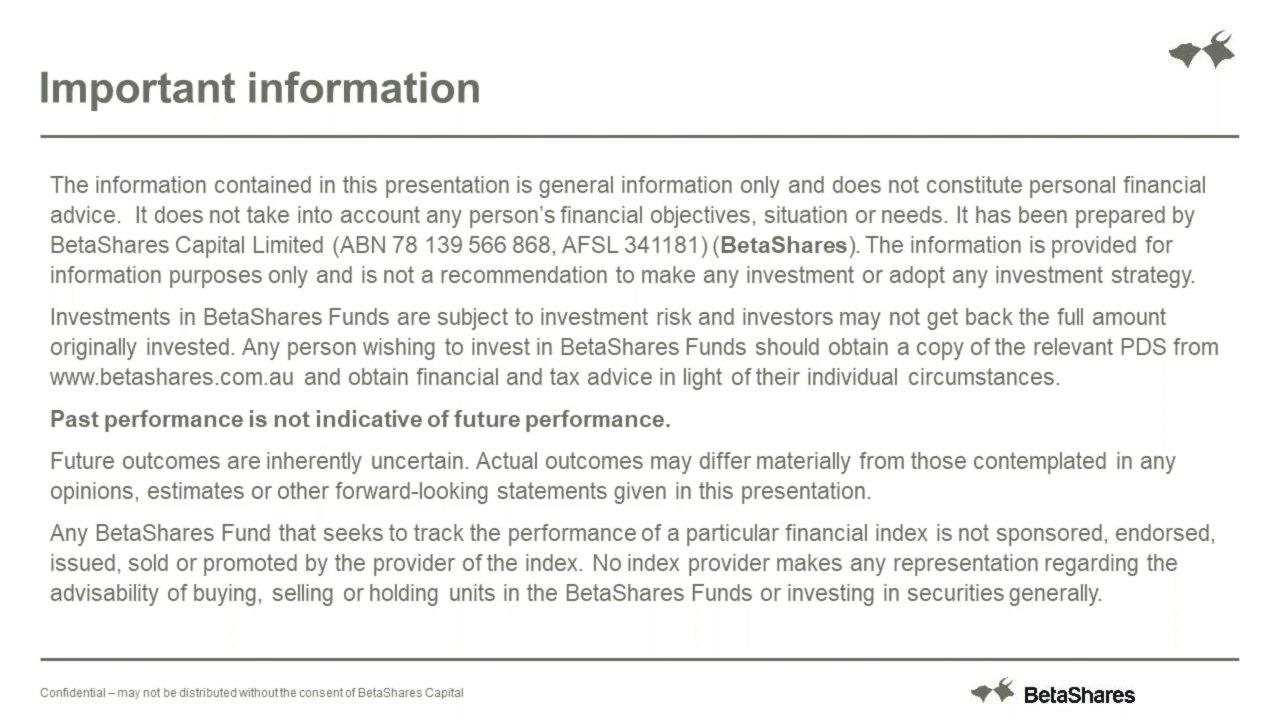 Important information
The information contained in this presentation is general information only and does not constitute personal financial
advice.  It does not take into account any person's financial objectives, situation or needs. It has been prepared by
BetaShares Capital Limited (ABN 78 139 566 868, AFSL 341181) (BetaShares). The information is provided for
information purposes only and is not a recommendation to make any investment or adopt any investment strategy.
Investments in BetaShares Funds are subject to investment risk and investors may not get back the full amount
originally invested. Any person wishing to invest in BetaShares Funds should obtain a copy of the relevant PDS from
www.betashares.com.au and obtain financial and tax advice in light of their individual circumstances.
Past performance is not indicative of future performance.
Future outcomes are inherently uncertain. Actual outcomes may differ materially from those contemplated in any
opinions, estimates or other forward-looking statements given in this presentation.
Any BetaShares Fund that seeks to track the performance of a particular financial index is not sponsored, endorsed,
issued, sold or promoted by the provider of the index. No index provider makes any representation regarding the
advisability of buying, selling or holding units in the BetaShares Funds or investing in securities generally.
Confidential – may not be distributed without the consent of BetaShares Capital
BetaShares